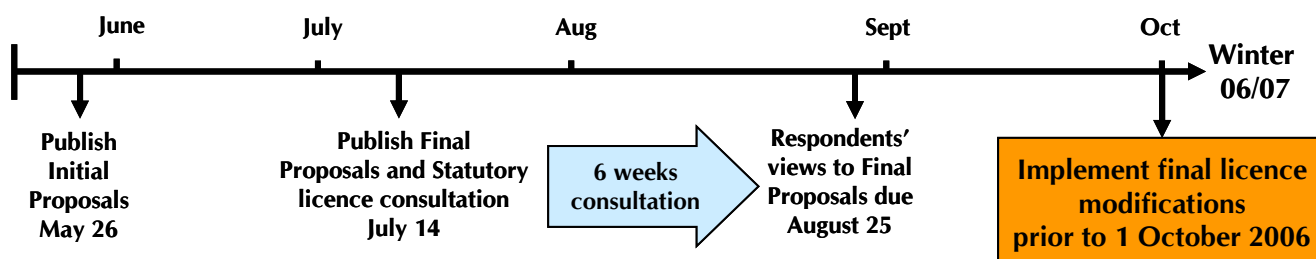 June
July
Aug
Sept
Oct
Winter
06/07
Publish
Initial
Proposals
May 26
Publish Final
Proposals and Statutory
licence consultation
July 14
6 weeks
consultation
Respondents'
views to Final
Proposals due
August 25
Implement final licence
modifications
prior to 1 October 2006